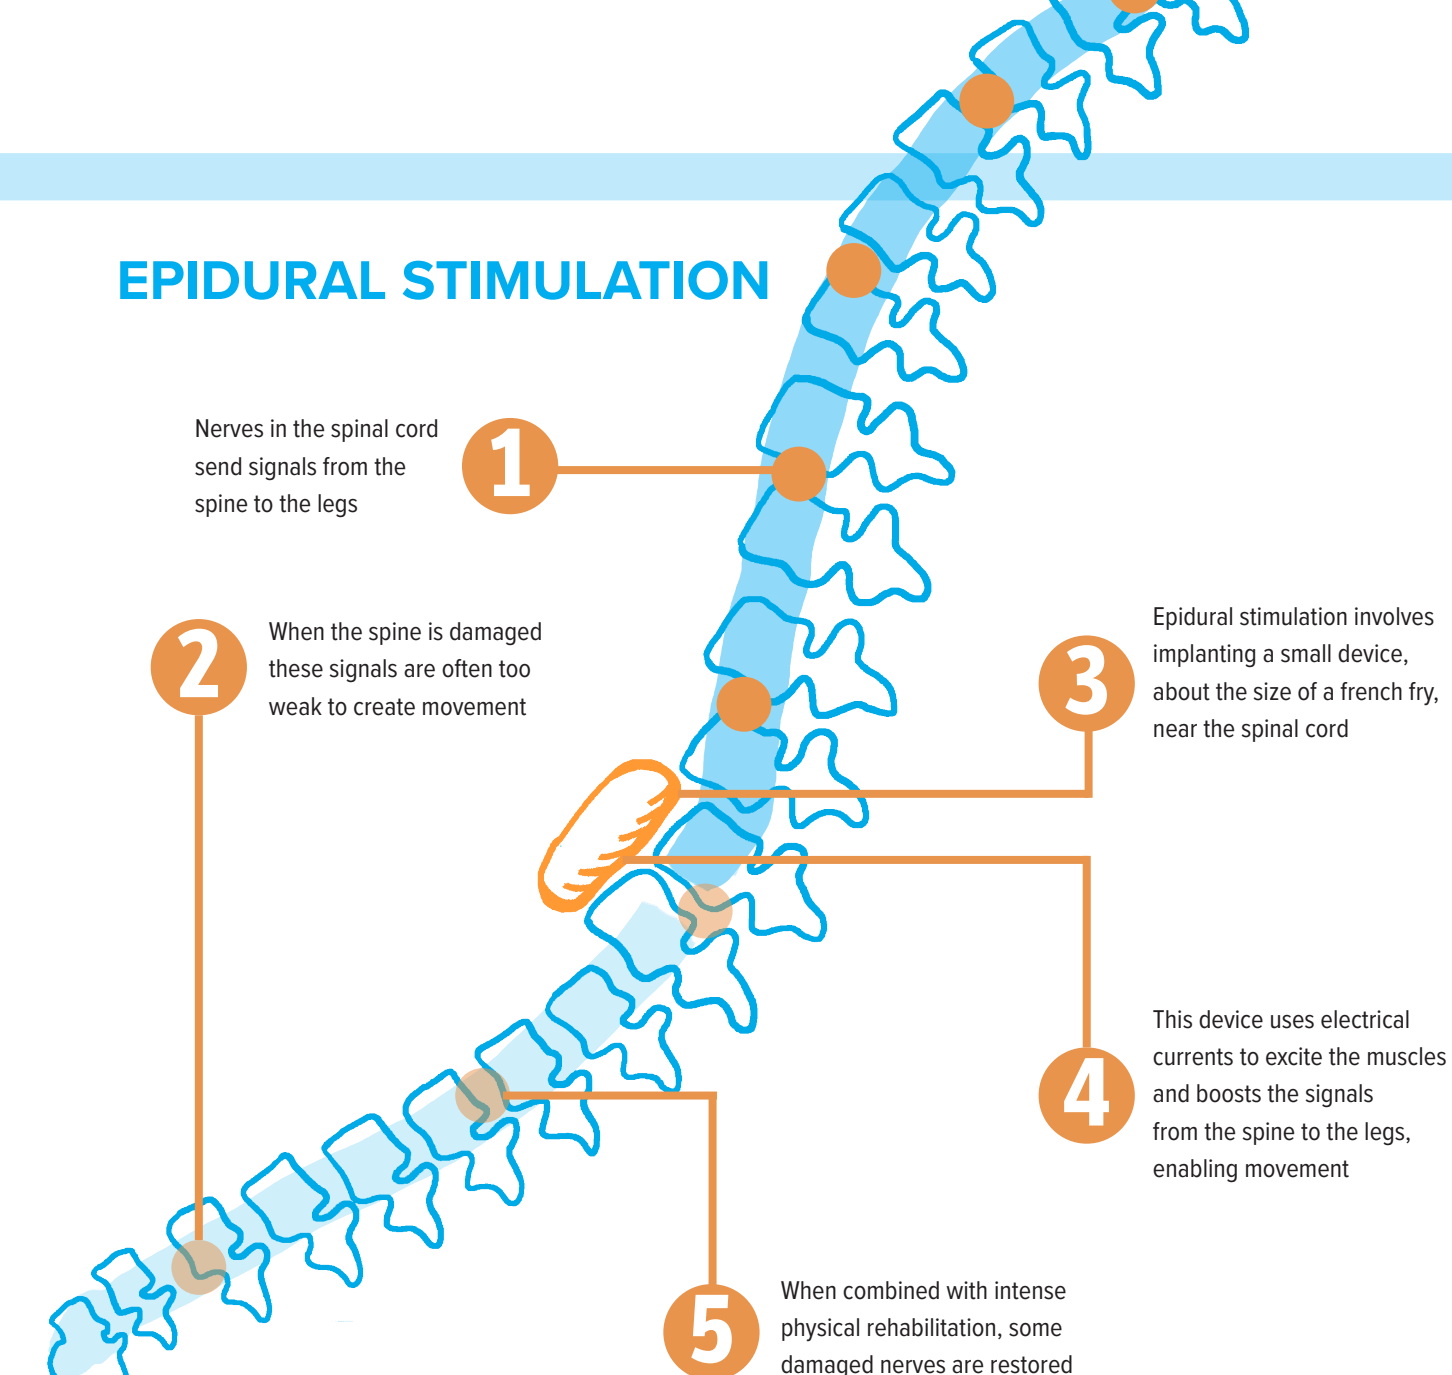 EPIDURAL STIMULATION
Nerves in the spinal cord
send signals from the
spine to the legs
1
2
When the spine is damaged
these signals are often too
weak to create movement
3
Epidural stimulation involves
implanting a small device,
about the size of a french fry,
near the spinal cord
4
This device uses electrical
currents to excite the muscles
and boosts the signals
from the spine to the legs,
enabling movement
5
When combined with intense
physical rehabilitation, some
damaged nerves are restored